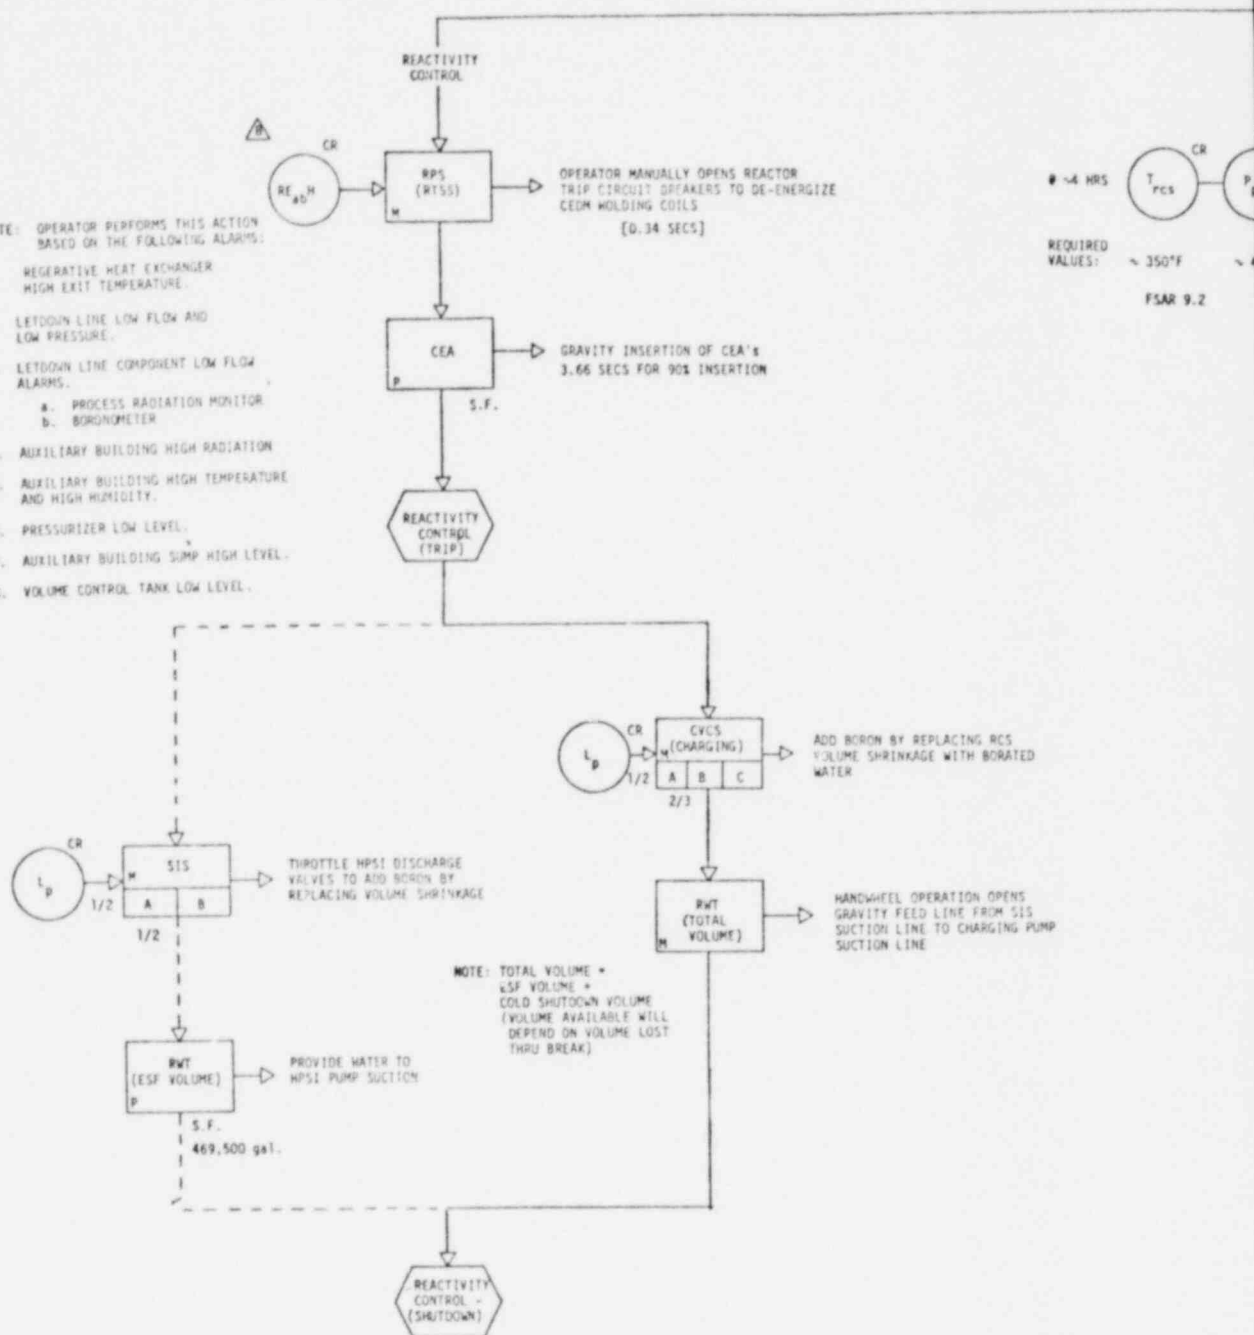 REACTIVITY
CONTROL
CR
RE ab H
RPS
(RTSS)
M
OPERATOR MANUALLY OPENS REACTOR
TRIP CIRCUIT BREAKERS TO DE-ENERGIZE
CEDM HOLDING COILS
[0.34 SECS]
@ ~4 HRS
T rcs
CR
P
REQUIRED
VALUES: ~ 350°F
FSAR 9.2
TE: OPERATOR PERFORMS THIS ACTION
BASED ON THE FOLLOWING ALARMS:
REGERATIVE HEAT EXCHANGER
HIGH EXIT TEMPERATURE.
LETDOWN LINE LOW FLOW AND
LOW PRESSURE.
LETDOWN LINE COMPONENT LOW FLOW
ALARMS.
a. PROCESS RADIATION MONITOR
b. BORONOMETER
AUXILIARY BUILDING HIGH RADIATION
AUXILIARY BUILDING HIGH TEMPERATURE
AND HIGH HUMIDITY.
PRESSURIZER LOW LEVEL.
AUXILIARY BUILDING SUMP HIGH LEVEL.
VOLUME CONTROL TANK LOW LEVEL.
CEA
P
S.F.
GRAVITY INSERTION OF CEA's
3.66 SECS FOR 90% INSERTION
REACTIVITY
CONTROL
(TRIP)
L p
CR
1/2
CVCS
(CHARGING)
M
A B C
2/3
ADD BORON BY REPLACING RCS
VOLUME SHRINKAGE WITH BORATED
WATER
L p
CR
1/2
SIS
M
A B
1/2
THROTTLE HPSI DISCHARGE
VALVES TO ADD BORON BY
REPLACING VOLUME SHRINKAGE
RWT
(TOTAL
VOLUME)
M
HANDWHEEL OPERATION OPENS
GRAVITY FEED LINE FROM SIS
SUCTION LINE TO CHARGING PUMP
SUCTION LINE
NOTE: TOTAL VOLUME =
ESF VOLUME +
COLD SHUTDOWN VOLUME
(VOLUME AVAILABLE WILL
DEPEND ON VOLUME LOST
THRU BREAK)
RWT
(ESF VOLUME)
P
PROVIDE WATER TO
HPSI PUMP SUCTION
S.F.
469,500 gal.
REACTIVITY
CONTROL -
(SHUTDOWN)